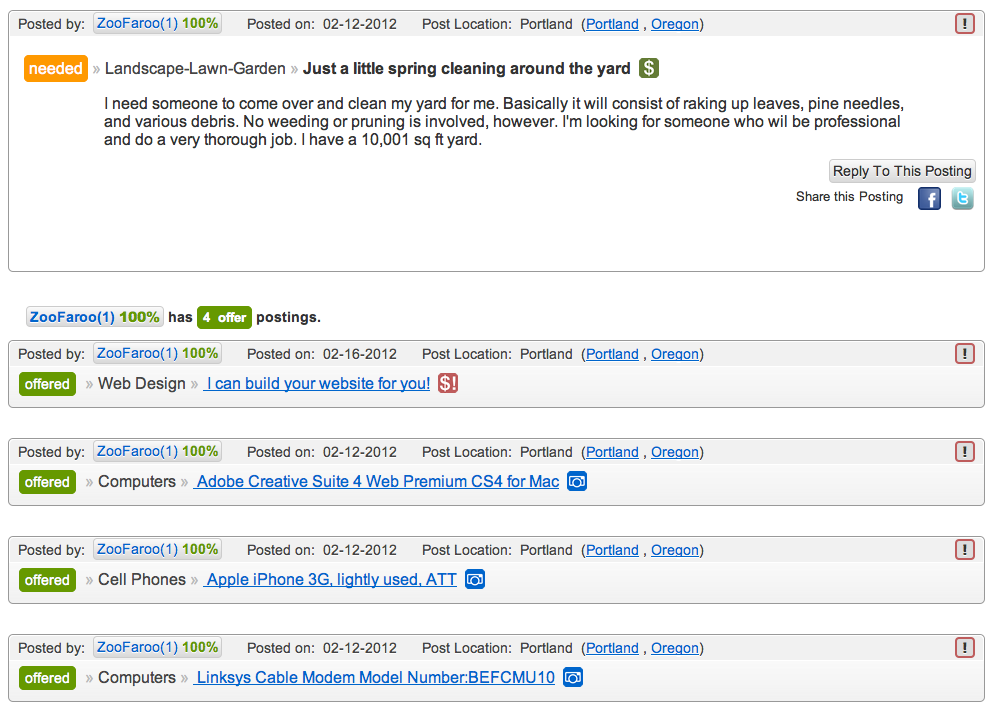 Posted by: ZooFaroo(1) 100% Posted on: 02-12-2012 Post Location: Portland (Portland , Oregon) !
needed » Landscape-Lawn-Garden » Just a little spring cleaning around the yard $
I need someone to come over and clean my yard for me. Basically it will consist of raking up leaves, pine needles,
and various debris. No weeding or pruning is involved, however. I'm looking for someone who wil be professional
and do a very thorough job. I have a 10,001 sq ft yard.
Reply To This Posting
Share this Posting f t
ZooFaroo(1) 100% has 4 offer postings.
Posted by: ZooFaroo(1) 100% Posted on: 02-16-2012 Post Location: Portland (Portland , Oregon) !
offered » Web Design » I can build your website for you! $!
Posted by: ZooFaroo(1) 100% Posted on: 02-12-2012 Post Location: Portland (Portland , Oregon) !
offered » Computers » Adobe Creative Suite 4 Web Premium CS4 for Mac
Posted by: ZooFaroo(1) 100% Posted on: 02-12-2012 Post Location: Portland (Portland , Oregon) !
offered » Cell Phones » Apple iPhone 3G, lightly used, ATT
Posted by: ZooFaroo(1) 100% Posted on: 02-12-2012 Post Location: Portland (Portland , Oregon) !
offered » Computers » Linksys Cable Modem Model Number:BEFCMU10